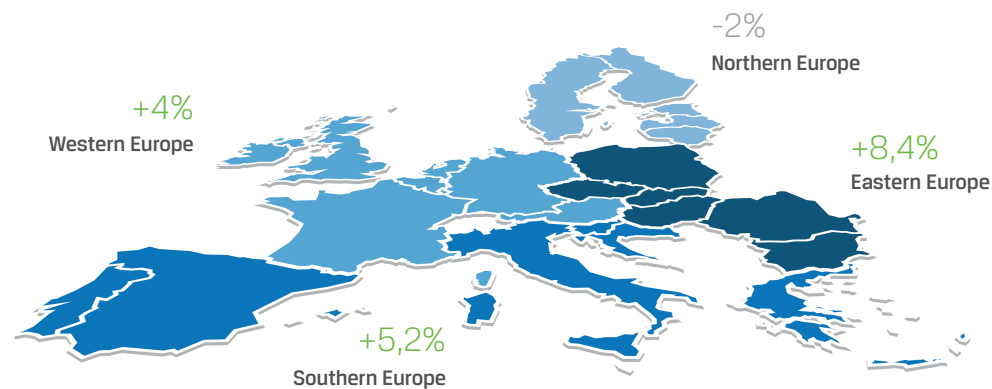 -2%
Northern Europe
+4%
Western Europe
+8,4%
Eastern Europe
+5,2%
Southern Europe